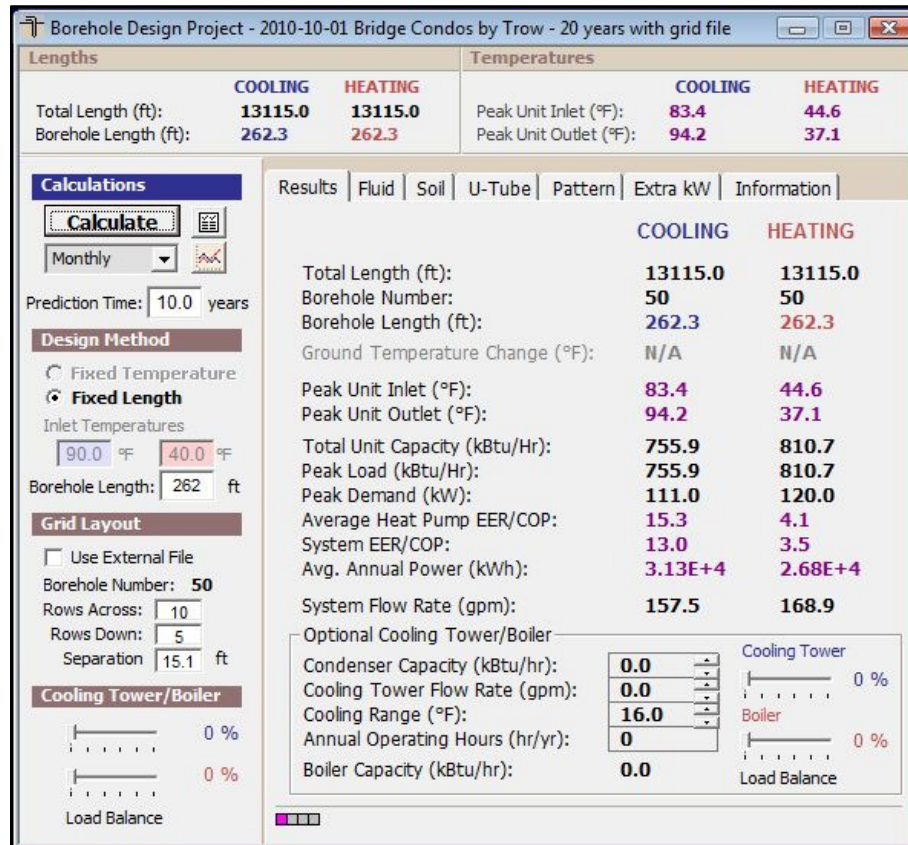 Borehole Design Project - 2010-10-01 Bridge Condos by Trow - 20 years with grid file
Lengths
COOLING HEATING
Total Length (ft): 13115.0 13115.0
Borehole Length (ft): 262.3 262.3
Temperatures
COOLING HEATING
Peak Unit Inlet (°F): 83.4 44.6
Peak Unit Outlet (°F): 94.2 37.1
Calculations
Calculate
Monthly
Prediction Time: 10.0 years
Design Method
Fixed Temperature
Fixed Length
Inlet Temperatures
90.0 °F 40.0 °F
Borehole Length: 262 ft
Grid Layout
Use External File
Borehole Number: 50
Rows Across: 10
Rows Down: 5
Separation 15.1 ft
Cooling Tower/Boiler
0 %
0 %
Load Balance
Results Fluid Soil U-Tube Pattern Extra kW Information
COOLING HEATING
Total Length (ft): 13115.0 13115.0
Borehole Number: 50 50
Borehole Length (ft): 262.3 262.3
Ground Temperature Change (°F): N/A N/A
Peak Unit Inlet (°F): 83.4 44.6
Peak Unit Outlet (°F): 94.2 37.1
Total Unit Capacity (kBtu/Hr): 755.9 810.7
Peak Load (kBtu/Hr): 755.9 810.7
Peak Demand (kW): 111.0 120.0
Average Heat Pump EER/COP: 15.3 4.1
System EER/COP: 13.0 3.5
Avg. Annual Power (kWh): 3.13E+4 2.68E+4
System Flow Rate (gpm): 157.5 168.9
Optional Cooling Tower/Boiler
Condenser Capacity (kBtu/hr): 0.0
Cooling Tower Flow Rate (gpm): 0.0
Cooling Range (°F): 16.0
Annual Operating Hours (hr/yr): 0
Boiler Capacity (kBtu/hr): 0.0
Cooling Tower
0 %
Boiler
0 %
Load Balance